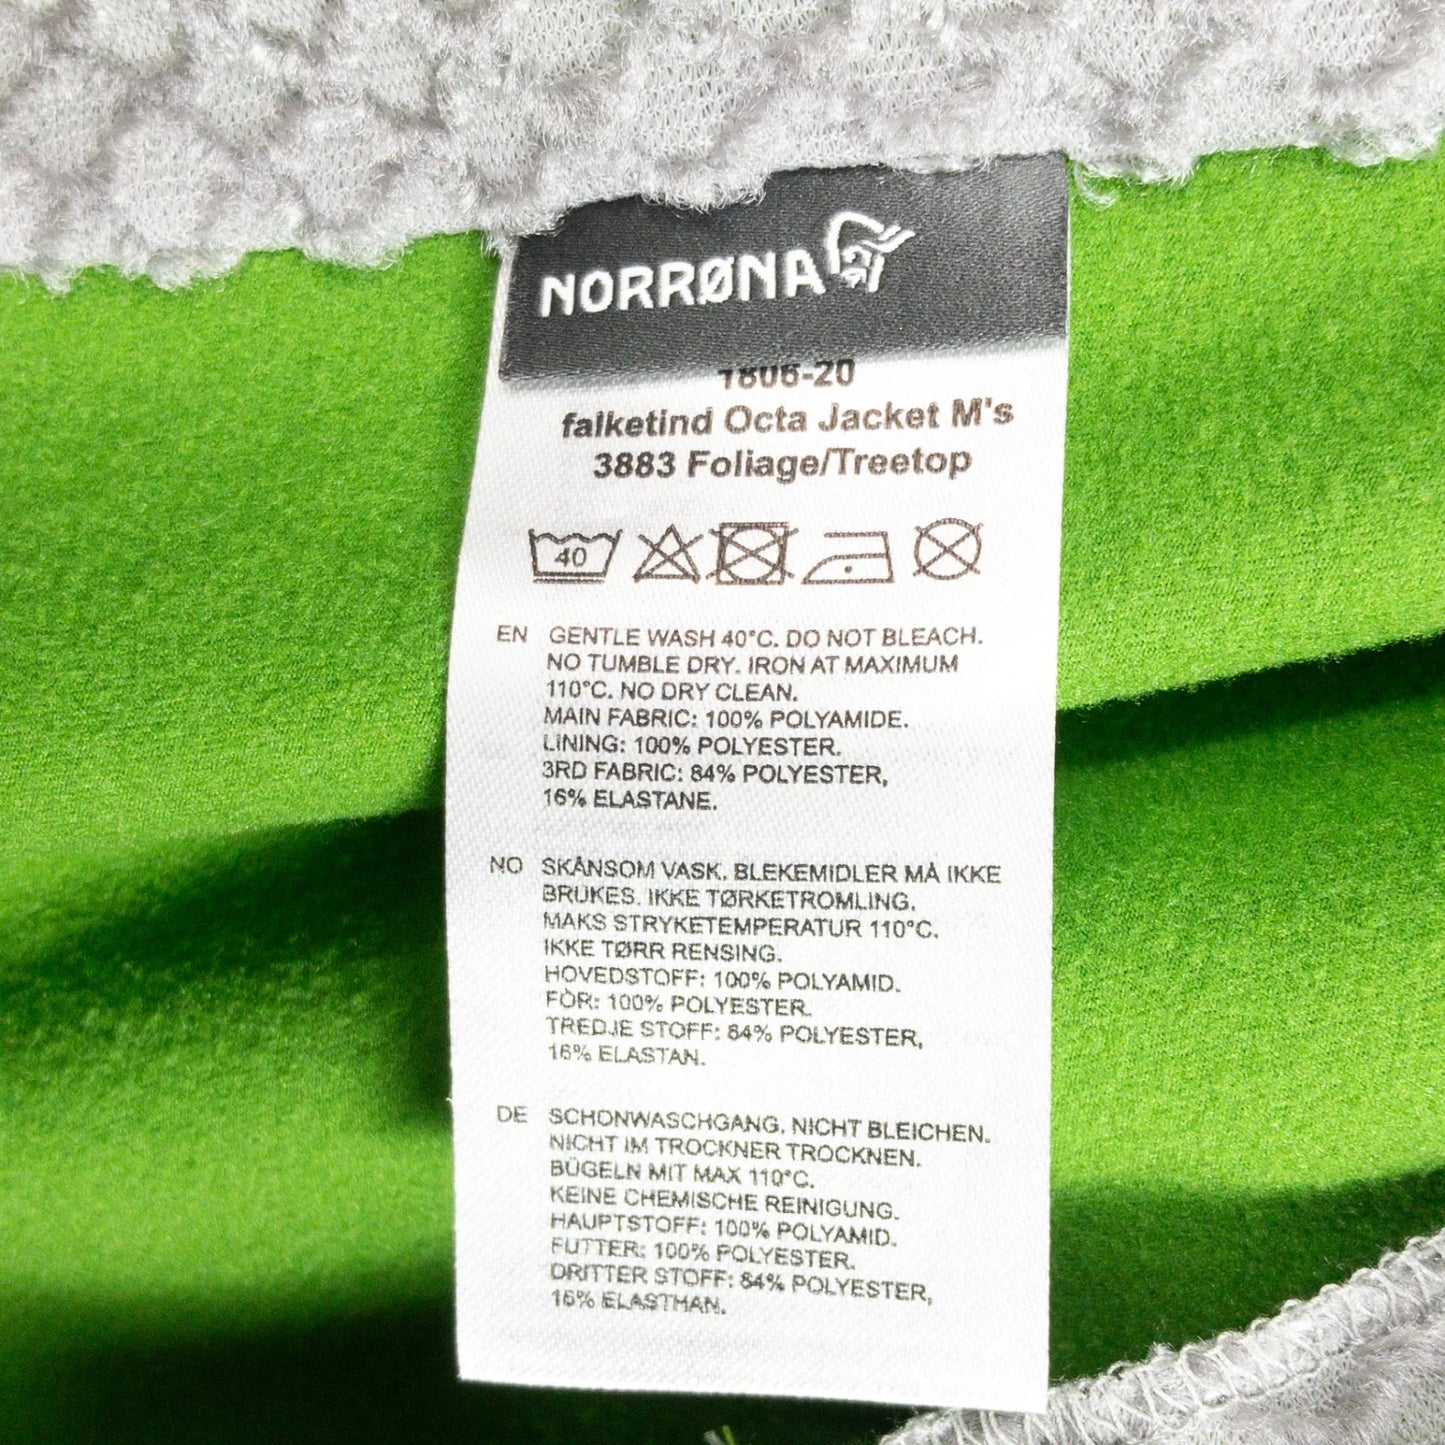 NORRØNA
1806-20
falketind Octa Jacket M's
3883 Foliage/Treetop
40
EN GENTLE WASH 40°C. DO NOT BLEACH.
NO TUMBLE DRY. IRON AT MAXIMUM
110°C. NO DRY CLEAN.
MAIN FABRIC: 100% POLYAMIDE.
LINING: 100% POLYESTER.
3RD FABRIC: 84% POLYESTER,
16% ELASTANE.
NO SKÅNSOM VASK. BLEKEMIDLER MÅ IKKE
BRUKES. IKKE TØRKETROMLING.
MAKS STRYKETEMPERATUR 110°C.
IKKE TØRR RENSING.
HOVEDSTOFF: 100% POLYAMID.
FÓR: 100% POLYESTER.
TREDJE STOFF: 84% POLYESTER,
16% ELASTAN.
DE SCHONWASCHGANG. NICHT BLEICHEN.
NICHT IM TROCKNER TROCKNEN.
BÜGELN MIT MAX 110°C.
KEINE CHEMISCHE REINIGUNG.
HAUPTSTOFF: 100% POLYAMID.
FUTTER: 100% POLYESTER.
DRITTER STOFF: 84% POLYESTER,
16% ELASTHAN.